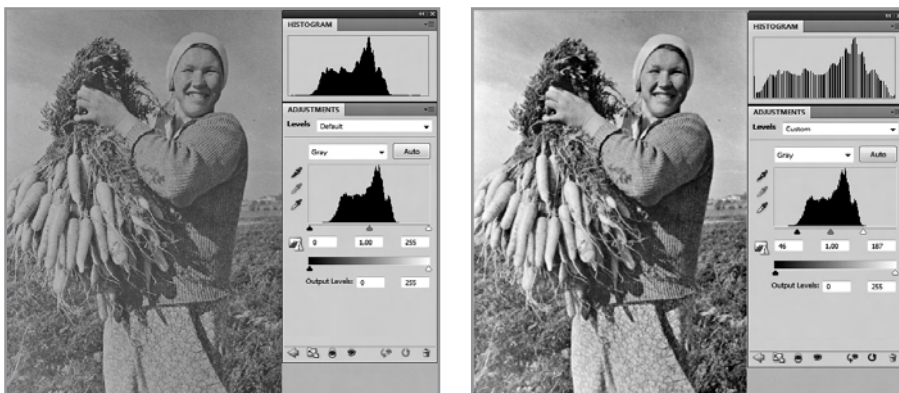 HISTOGRAM
ADJUSTMENTS
Levels Default
Gray Auto
0 1.00 255
Output Levels: 0 255
HISTOGRAM
ADJUSTMENTS
Levels Custom
Gray Auto
46 1.00 187
Output Levels: 0 255